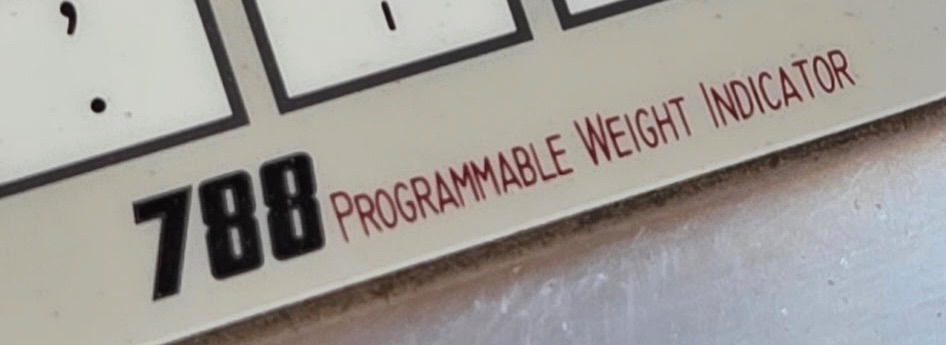 788 PROGRAMMABLE WEIGHT INDICATOR